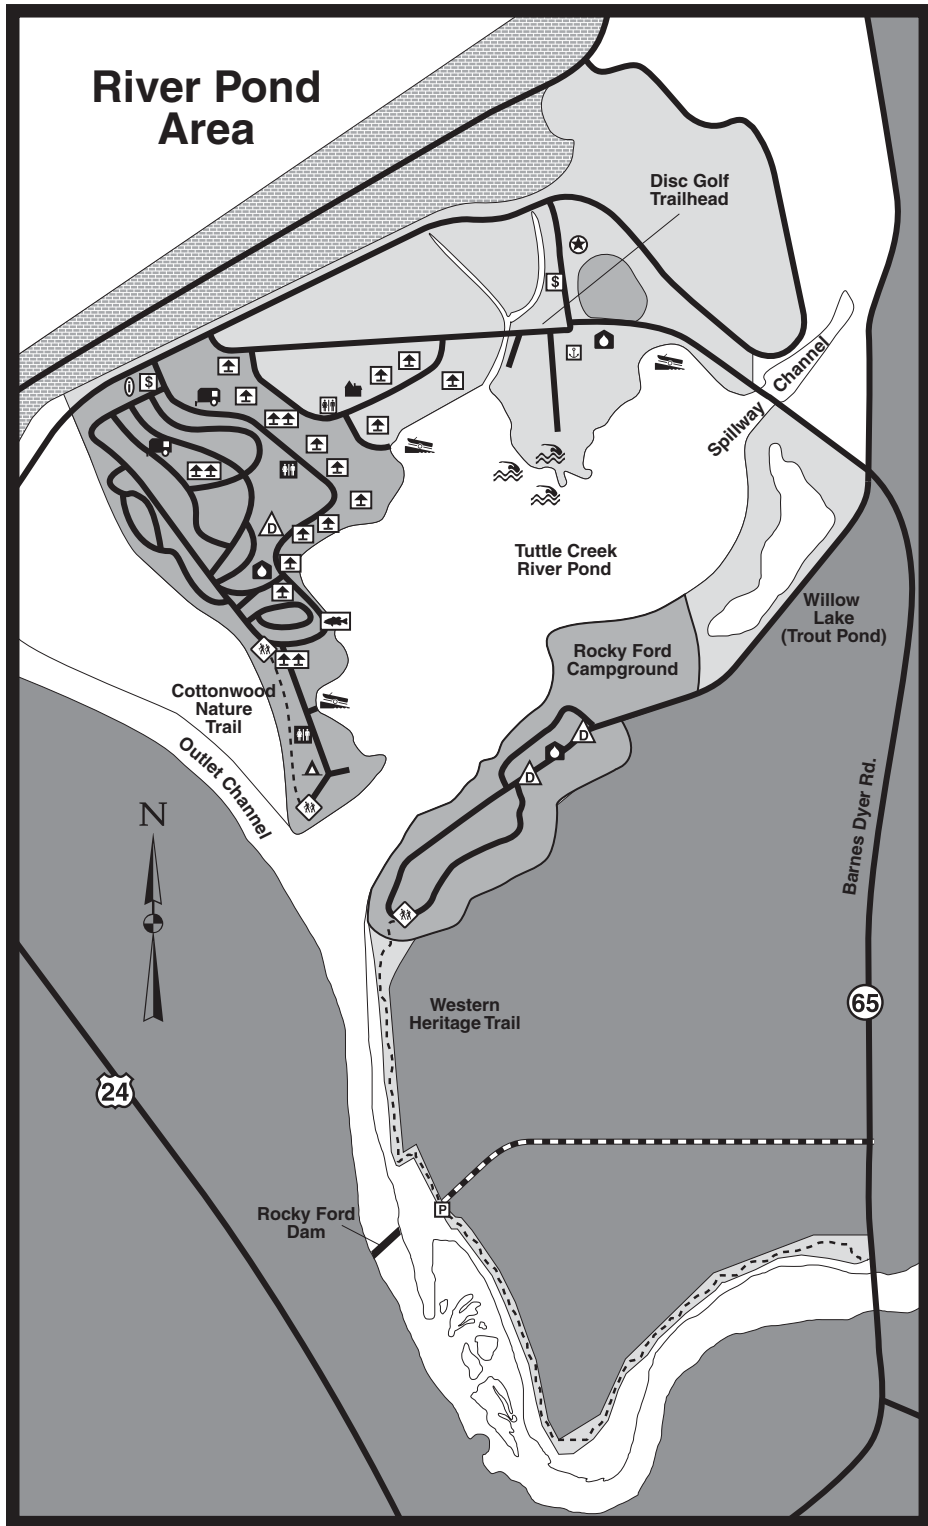 River Pond
Area
Disc Golf
Trailhead
$
$
i
Channel
Spillway
D
Tuttle Creek
River Pond
Willow
Lake
(Trout Pond)
Rocky Ford
Campground
Cottonwood
Nature
Trail
D
D
Outlet Channel
N
Barnes Dyer Rd.
65
Western
Heritage Trail
24
P
Rocky Ford
Dam